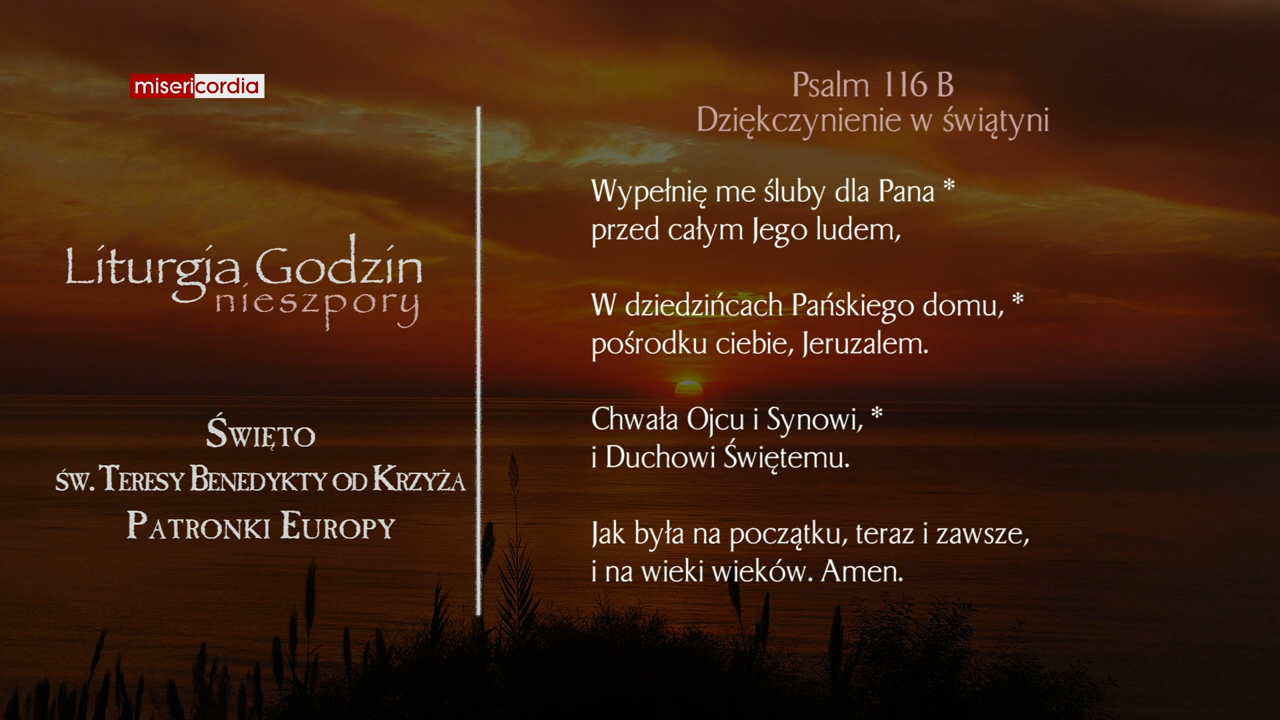 misericordia
Liturgia Godzin
nieszpory
Święto
św. Teresy Benedykty od Krzyża
Patronki Europy
Psalm 116 B
Dziękczynienie w świątyni
Wypełnię me śluby dla Pana *
przed całym Jego ludem,
W dziedzińcach Pańskiego domu, *
pośrodku ciebie, Jeruzalem.
Chwała Ojcu i Synowi, *
i Duchowi Świętemu.
Jak była na początku, teraz i zawsze,
i na wieki wieków. Amen.